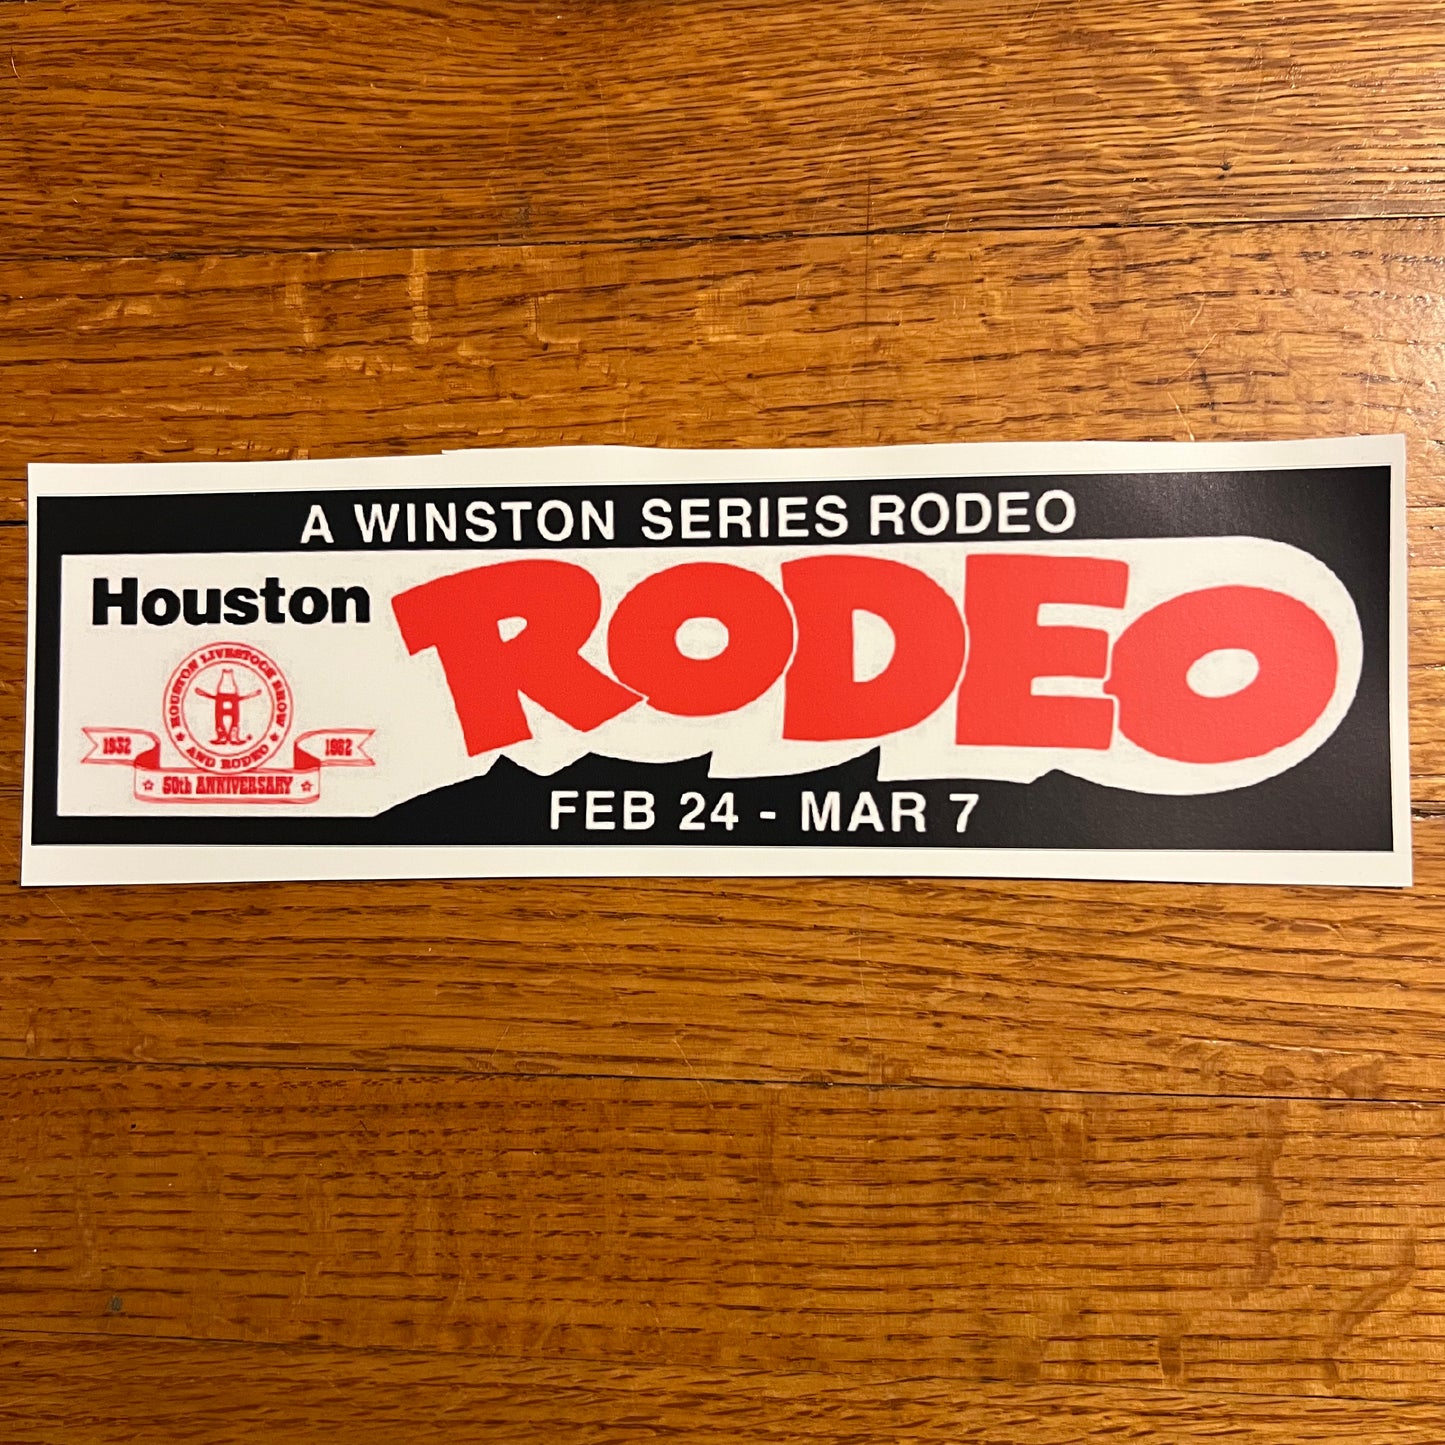 A WINSTON SERIES RODEO
Houston
RODEO
HOUSTON LIVESTOCK SHOW
AND RODEO
1932
1982
50th ANNIVERSARY
FEB 24 - MAR 7